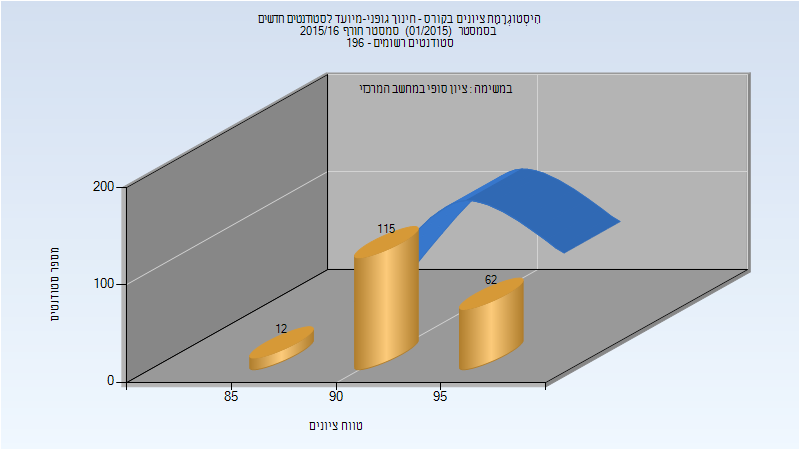 היסטוגרמת ציונים בקורס - חינוך גופני-מיועד לסטודנטים חדשים
בסמסטר (01/2015) סמסטר חורף 2015/16
סטודנטים רשומים - 196
במשימה : ציון סופי במחשב המרכזי
200
100
0
מספר סטודנטים
115
62
12
85
90
95
טווח ציונים